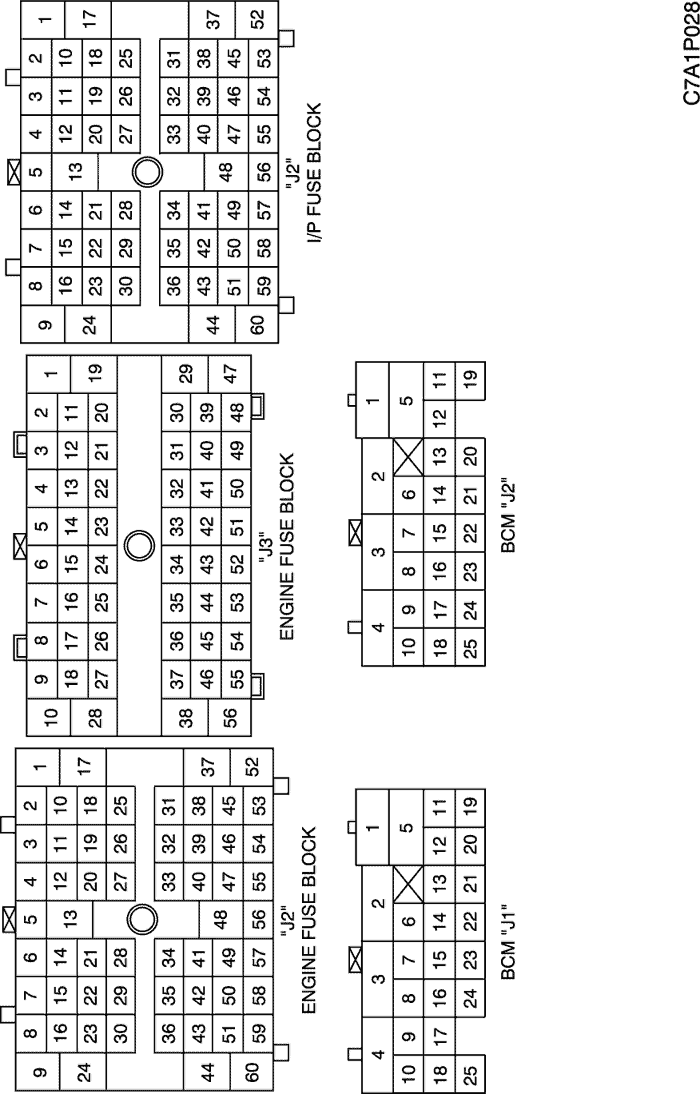 9 8 7 6 5 4 3 2 1
24 16 15 14 13 12 11 10 17
23 22 21 20 19 18
30 29 28 27 26 25
36 35 34 33 32 31
44 43 42 41 48 40 39 38 37
51 50 49 47 46 45
60 59 58 57 56 55 54 53 52
"J2"
ENGINE FUSE BLOCK
10 9 8 7 6 5 4 3 2 1
28 18 17 16 15 14 13 12 11 19
27 26 25 24 23 22 21 20
38 37 36 35 34 33 32 31 30 29
46 45 44 43 42 41 40 39
56 55 54 53 52 51 50 49 48 47
"J3"
ENGINE FUSE BLOCK
9 8 7 6 5 4 3 2 1
24 16 15 14 13 12 11 10 17
23 22 21 20 19 18
30 29 28 27 26 25
36 35 34 33 32 31
44 43 42 41 48 40 39 38 37
51 50 49 47 46 45
60 59 58 57 56 55 54 53 52
"J2"
I/P FUSE BLOCK
4 3 2 1
10 9 8 7 6 5
18 17 16 15 14 13 12 11
25 24 23 22 21 20 19
BCM "J1"
4 3 2 1
10 9 8 7 6 5
18 17 16 15 14 13 12 11
25 24 23 22 21 20 19
BCM "J2"
C7A1P028